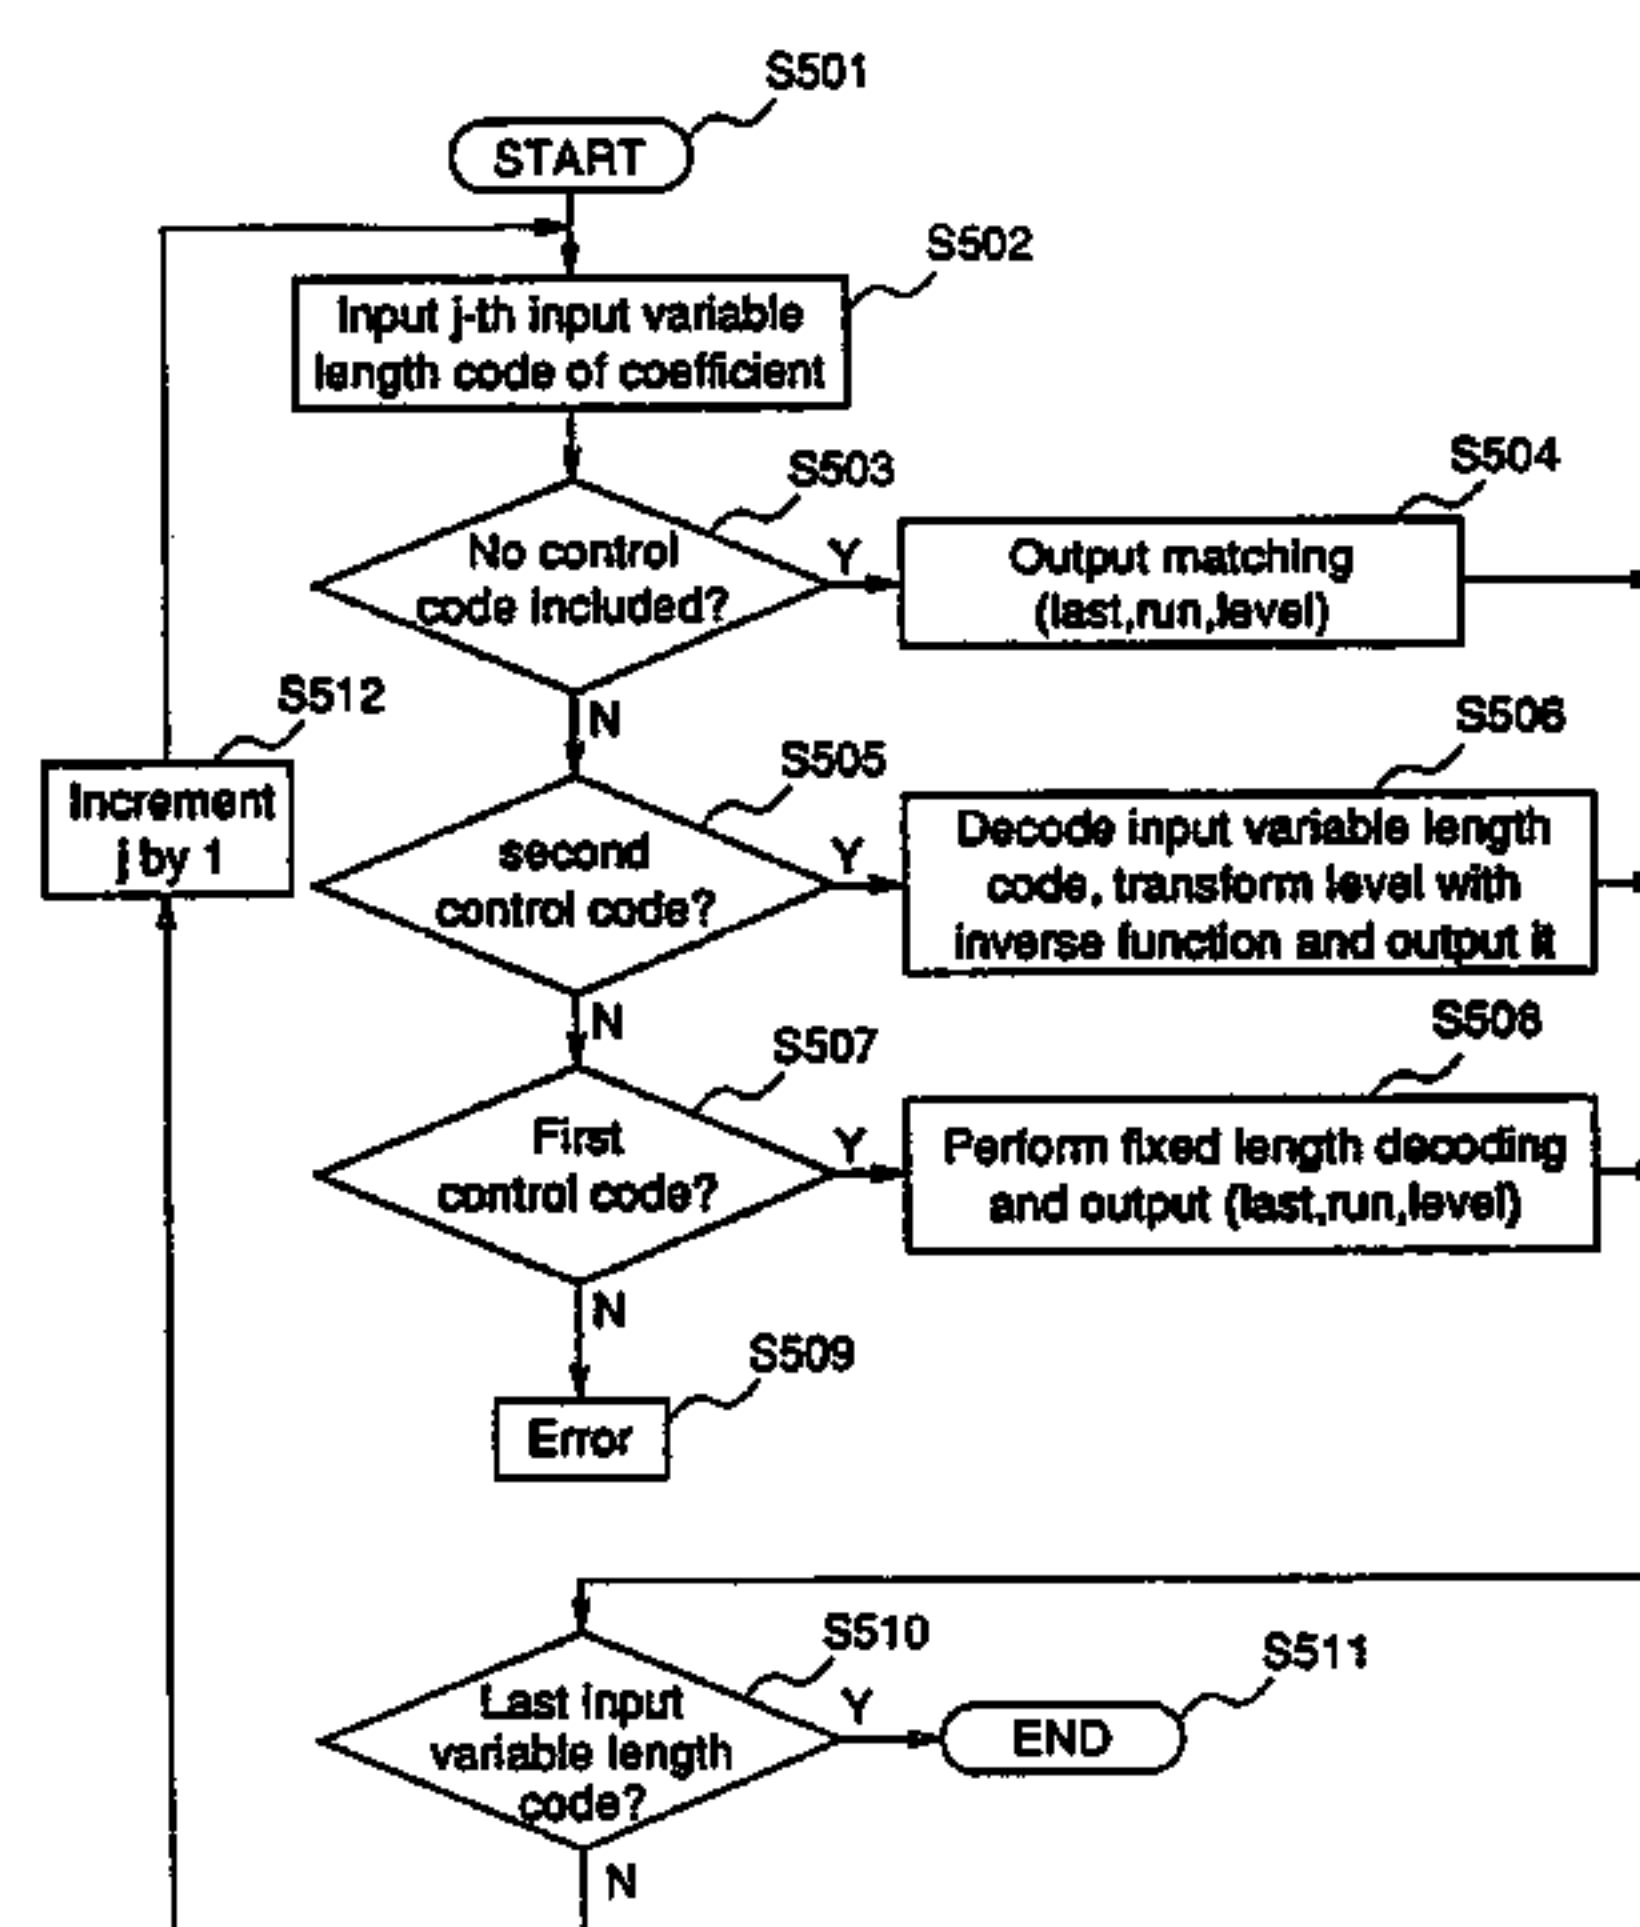 S501
START
S502
Input j-th input variable
length code of coefficient
S503
No control
code included?
Y
S504
Output matching
(last,run,level)
N
S512
Increment
j by 1
S505
second
control code?
Y
S506
Decode input variable length
code, transform level with
inverse function and output it
N
S507
First
control code?
Y
S508
Perform fixed length decoding
and output (last,run,level)
N
S509
Error
S510
Last input
variable length
code?
Y
S511
END
N